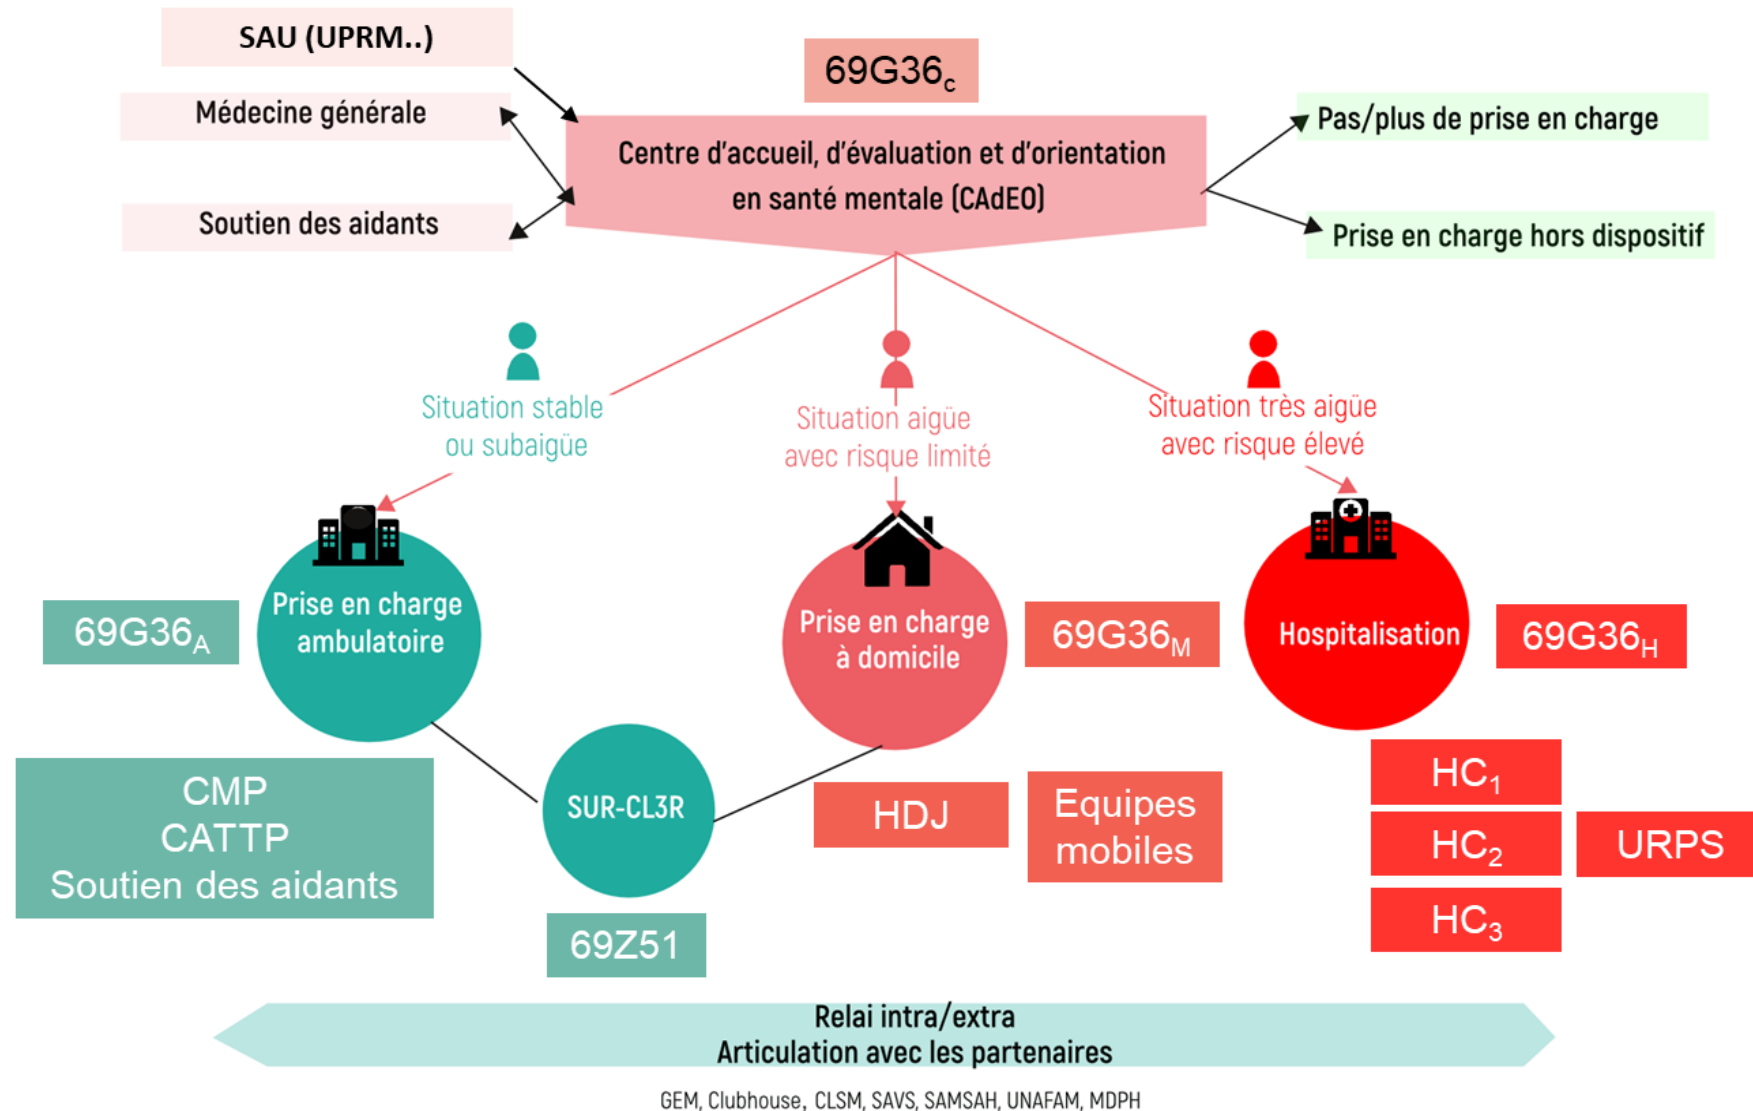 SAU (UPRM..)
69G36c
Médecine générale
Pas/plus de prise en charge
Centre d'accueil, d'évaluation et d'orientation
en santé mentale (CAdEO)
Soutien des aidants
Prise en charge hors dispositif
Situation stable
ou subaigüe
Situation aigüe
avec risque limité
Situation très aigüe
avec risque élevé
69G36A
Prise en charge
ambulatoire
Prise en charge
à domicile
69G36M
Hospitalisation
69G36H
CMP
CATTP
Soutien des aidants
SUR-CL3R
69Z51
HDJ
Equipes
mobiles
HC1
HC2
URPS
HC3
Relai intra/extra
Articulation avec les partenaires
GEM, Clubhouse, CLSM, SAVS, SAMSAH, UNAFAM, MDPH